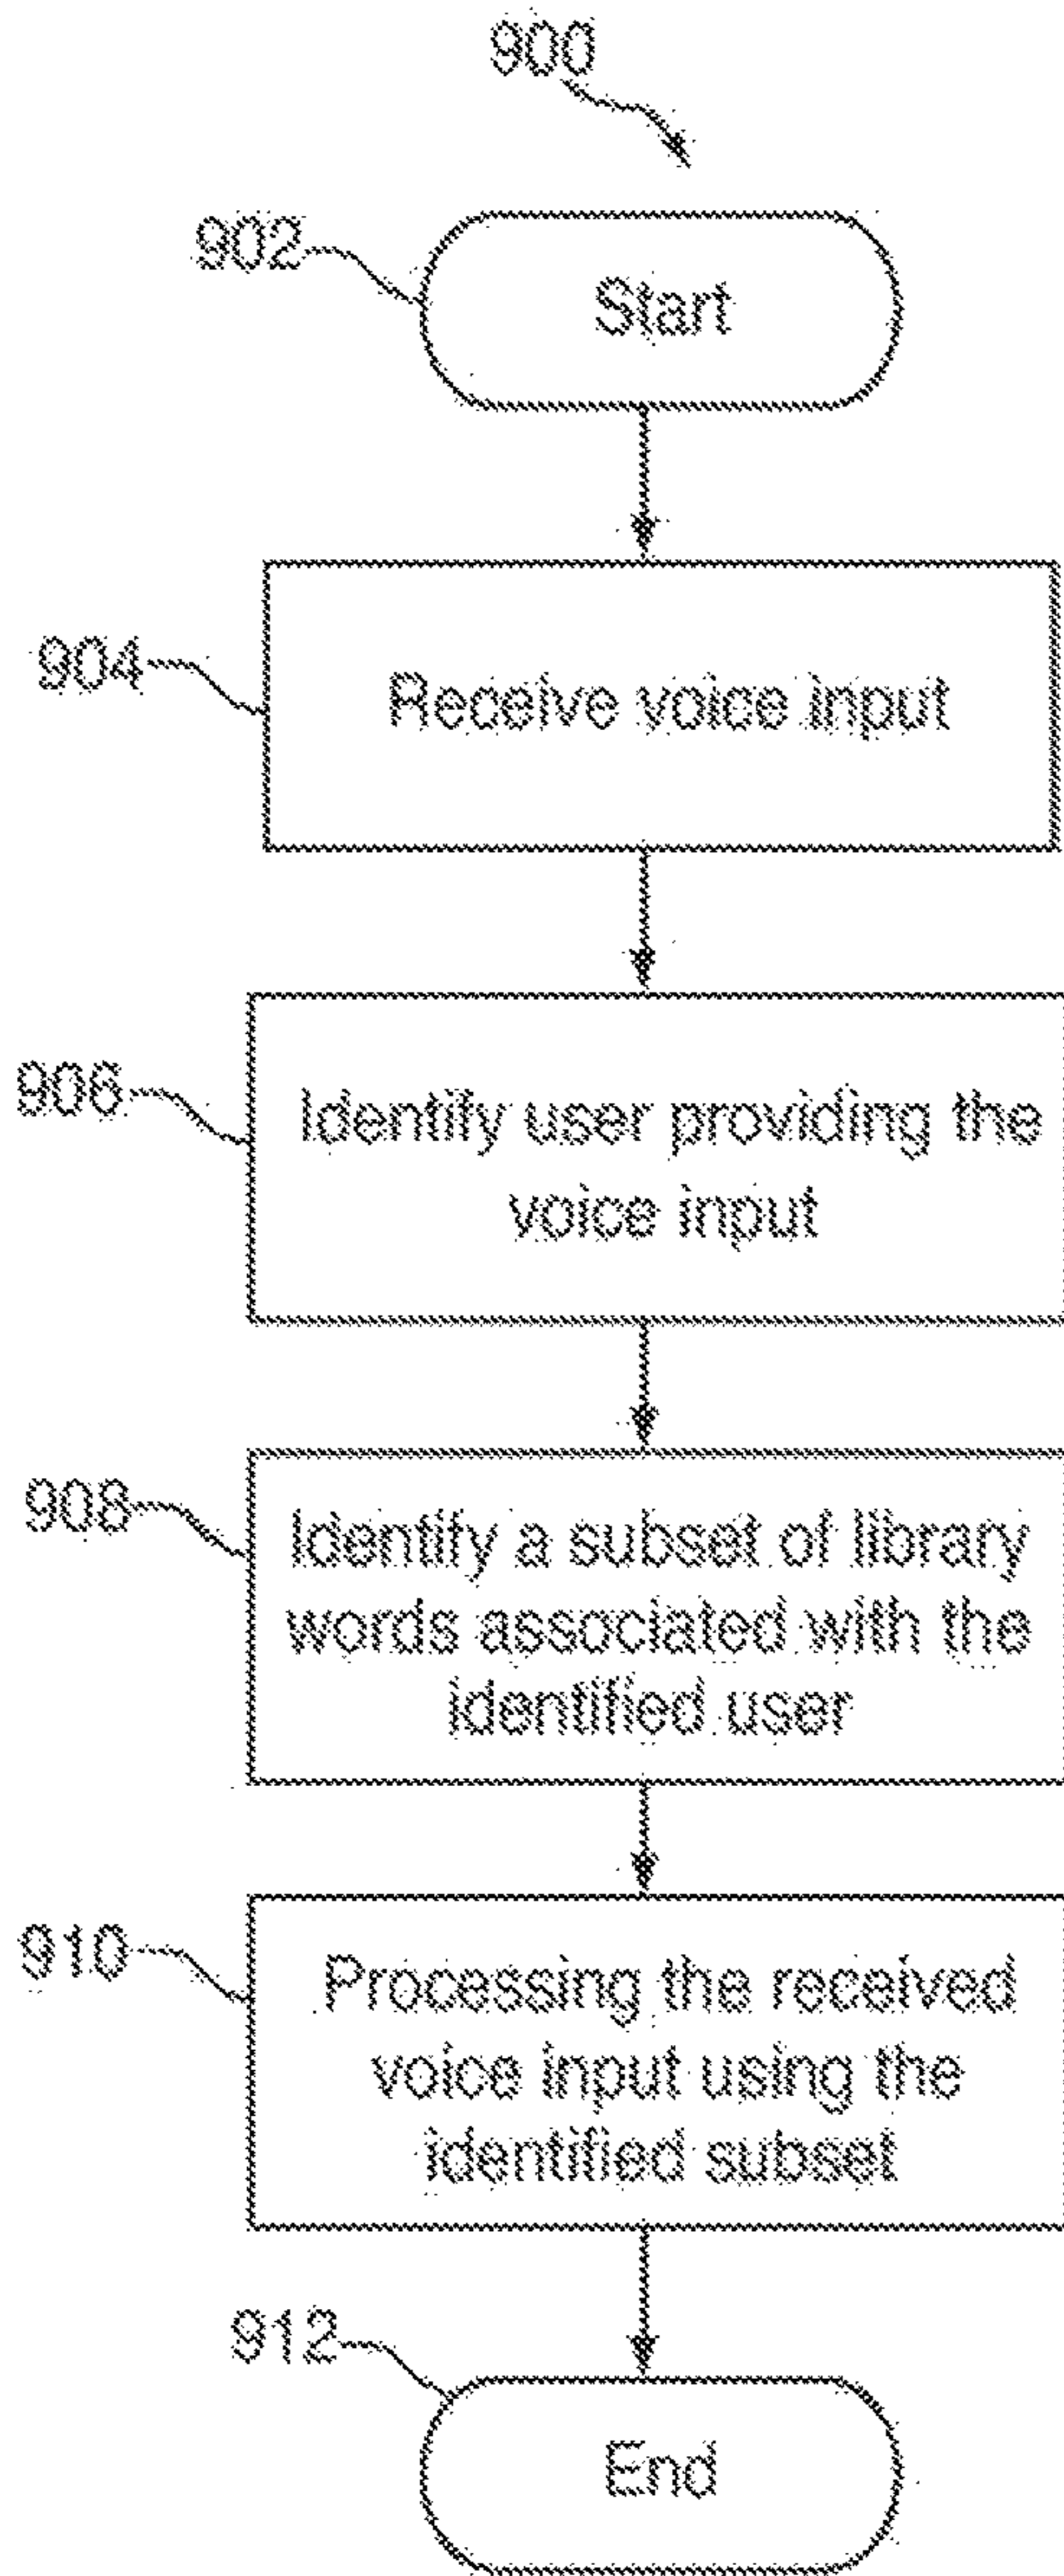 900
902
Start
904
Receive voice input
906
Identify user providing the
voice input
908
Identify a subset of library
words associated with the
identified user
910
Processing the received
voice input using the
identified subset
912
End